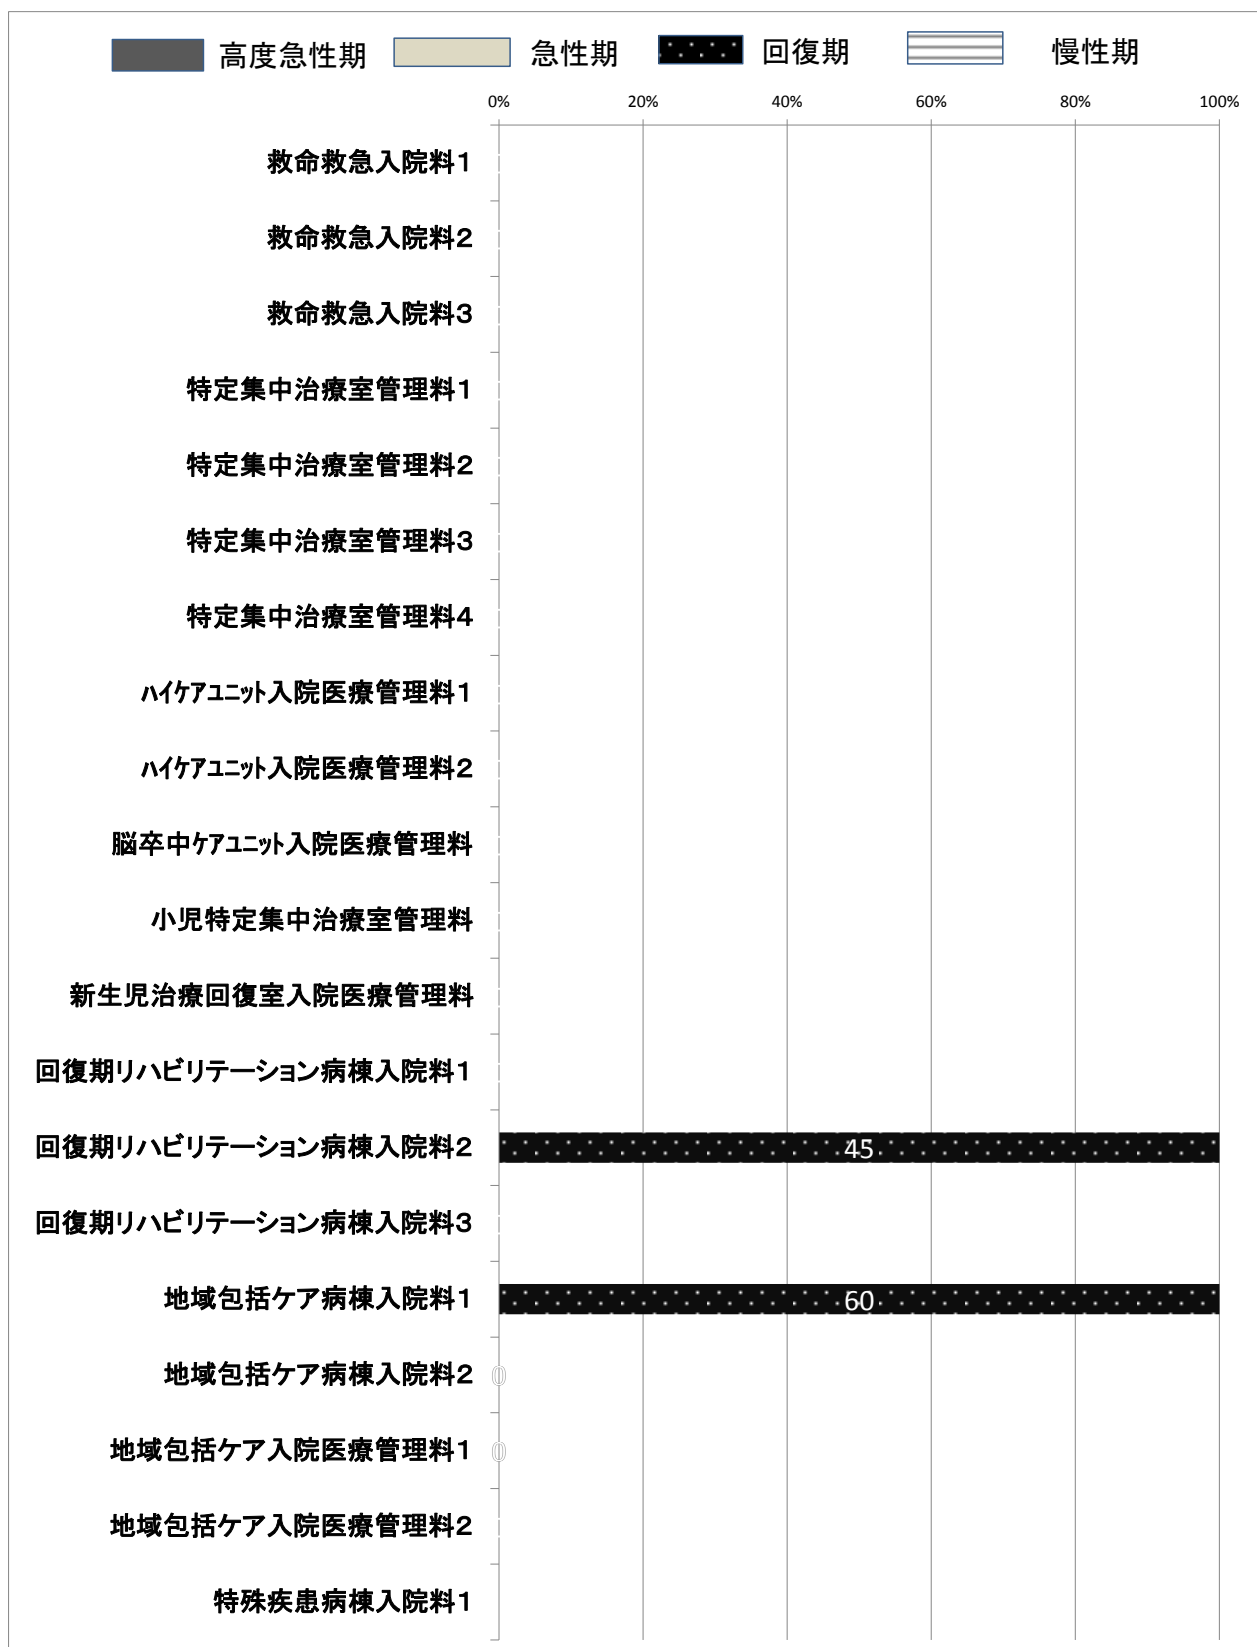 高度急性期 急性期 回復期 慢性期
0% 20% 40% 60% 80% 100%
救命救急入院料１
救命救急入院料２
救命救急入院料３
特定集中治療室管理料１
特定集中治療室管理料２
特定集中治療室管理料３
特定集中治療室管理料４
ﾊｲｹｱﾕﾆｯﾄ入院医療管理料１
ﾊｲｹｱﾕﾆｯﾄ入院医療管理料２
脳卒中ｹｱﾕﾆｯﾄ入院医療管理料
小児特定集中治療室管理料
新生児治療回復室入院医療管理料
回復期リハビリテーション病棟入院料１
回復期リハビリテーション病棟入院料２ 45
回復期リハビリテーション病棟入院料３
地域包括ケア病棟入院料１ 60
地域包括ケア病棟入院料２ 0
地域包括ケア入院医療管理料１ 0
地域包括ケア入院医療管理料２
特殊疾患病棟入院料１